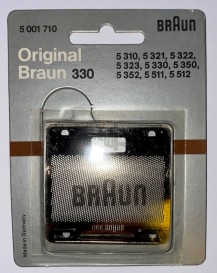 5 001 710
BRAUN
Original
Braun 330
5 310, 5 321, 5 322,
5 323, 5 330, 5 350,
5 352, 5 511, 5 512
BRAUN
BRAUN
Made in Germany